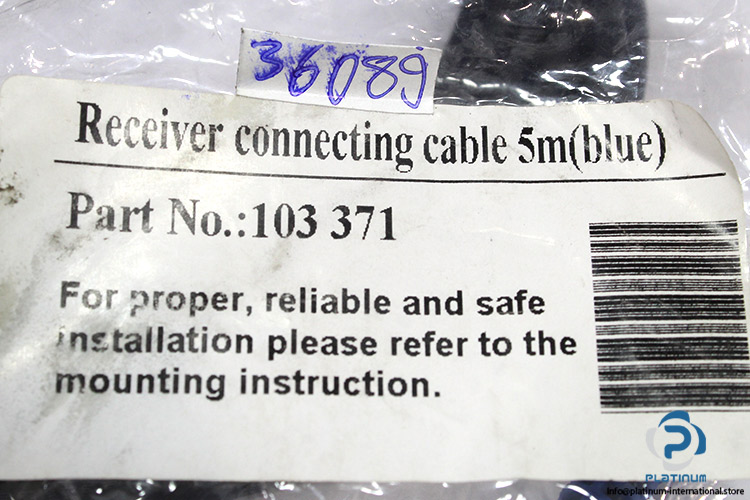 36089
Receiver connecting cable 5m(blue)
Part No.:103 371
For proper, reliable and safe
installation please refer to the
mounting instruction.
PLATINUM
info@platinum-international.store